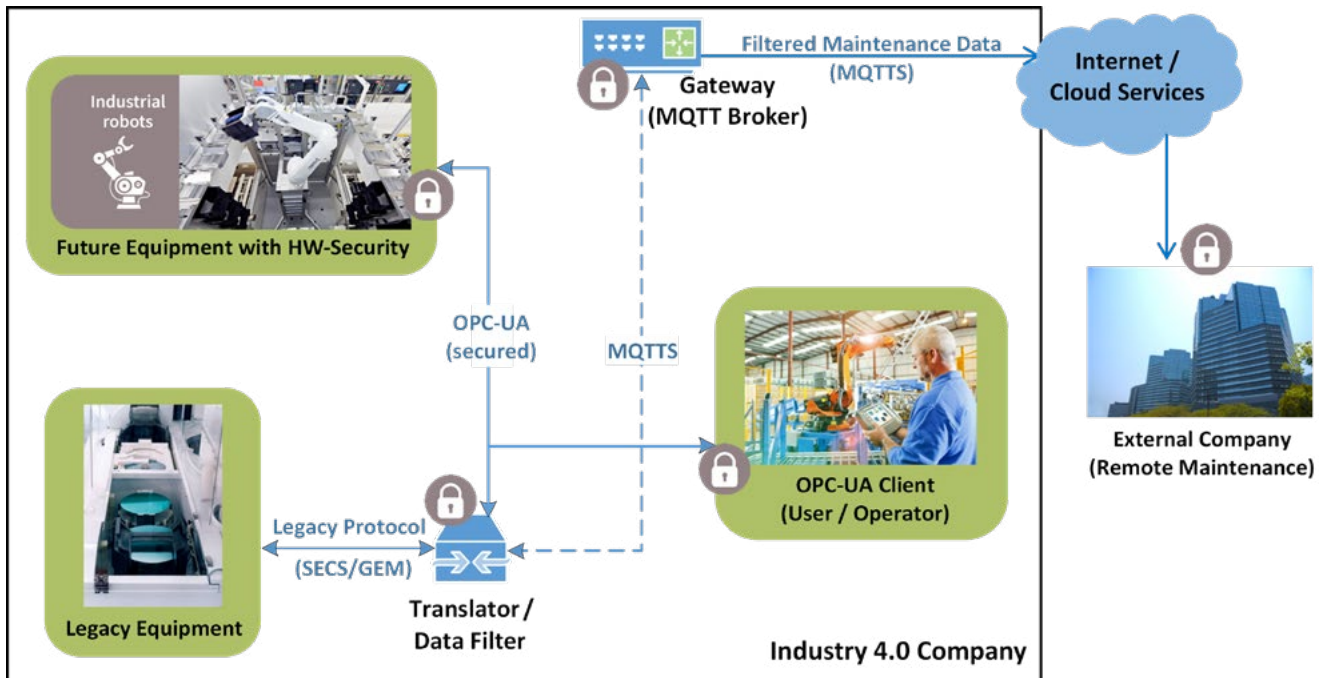 Industrial
robots
Future Equipment with HW-Security
Gateway
(MQTT Broker)
Filtered Maintenance Data
(MQTTS)
Internet /
Cloud Services
OPC-UA
(secured)
MQTTS
External Company
(Remote Maintenance)
OPC-UA Client
(User / Operator)
Legacy Protocol
(SECS/GEM)
Legacy Equipment
Translator /
Data Filter
Industry 4.0 Company